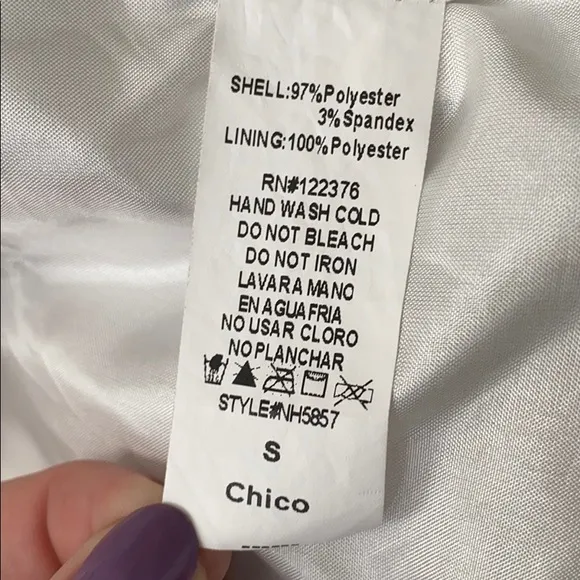 SHELL:97%Polyester
3%Spandex
LINING:100%Polyester
RN#122376
HAND WASH COLD
DO NOT BLEACH
DO NOT IRON
LAVAR A MANO
EN AGUA FRIA
NO USAR CLORO
NO PLANCHAR
STYLE#NH5857
S
Chico